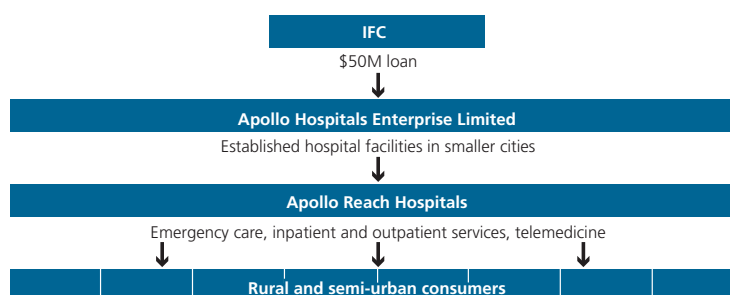 IFC
$50M loan
Apollo Hospitals Enterprise Limited
Established hospital facilities in smaller cities
Apollo Reach Hospitals
Emergency care, inpatient and outpatient services, telemedicine
Rural and semi-urban consumers